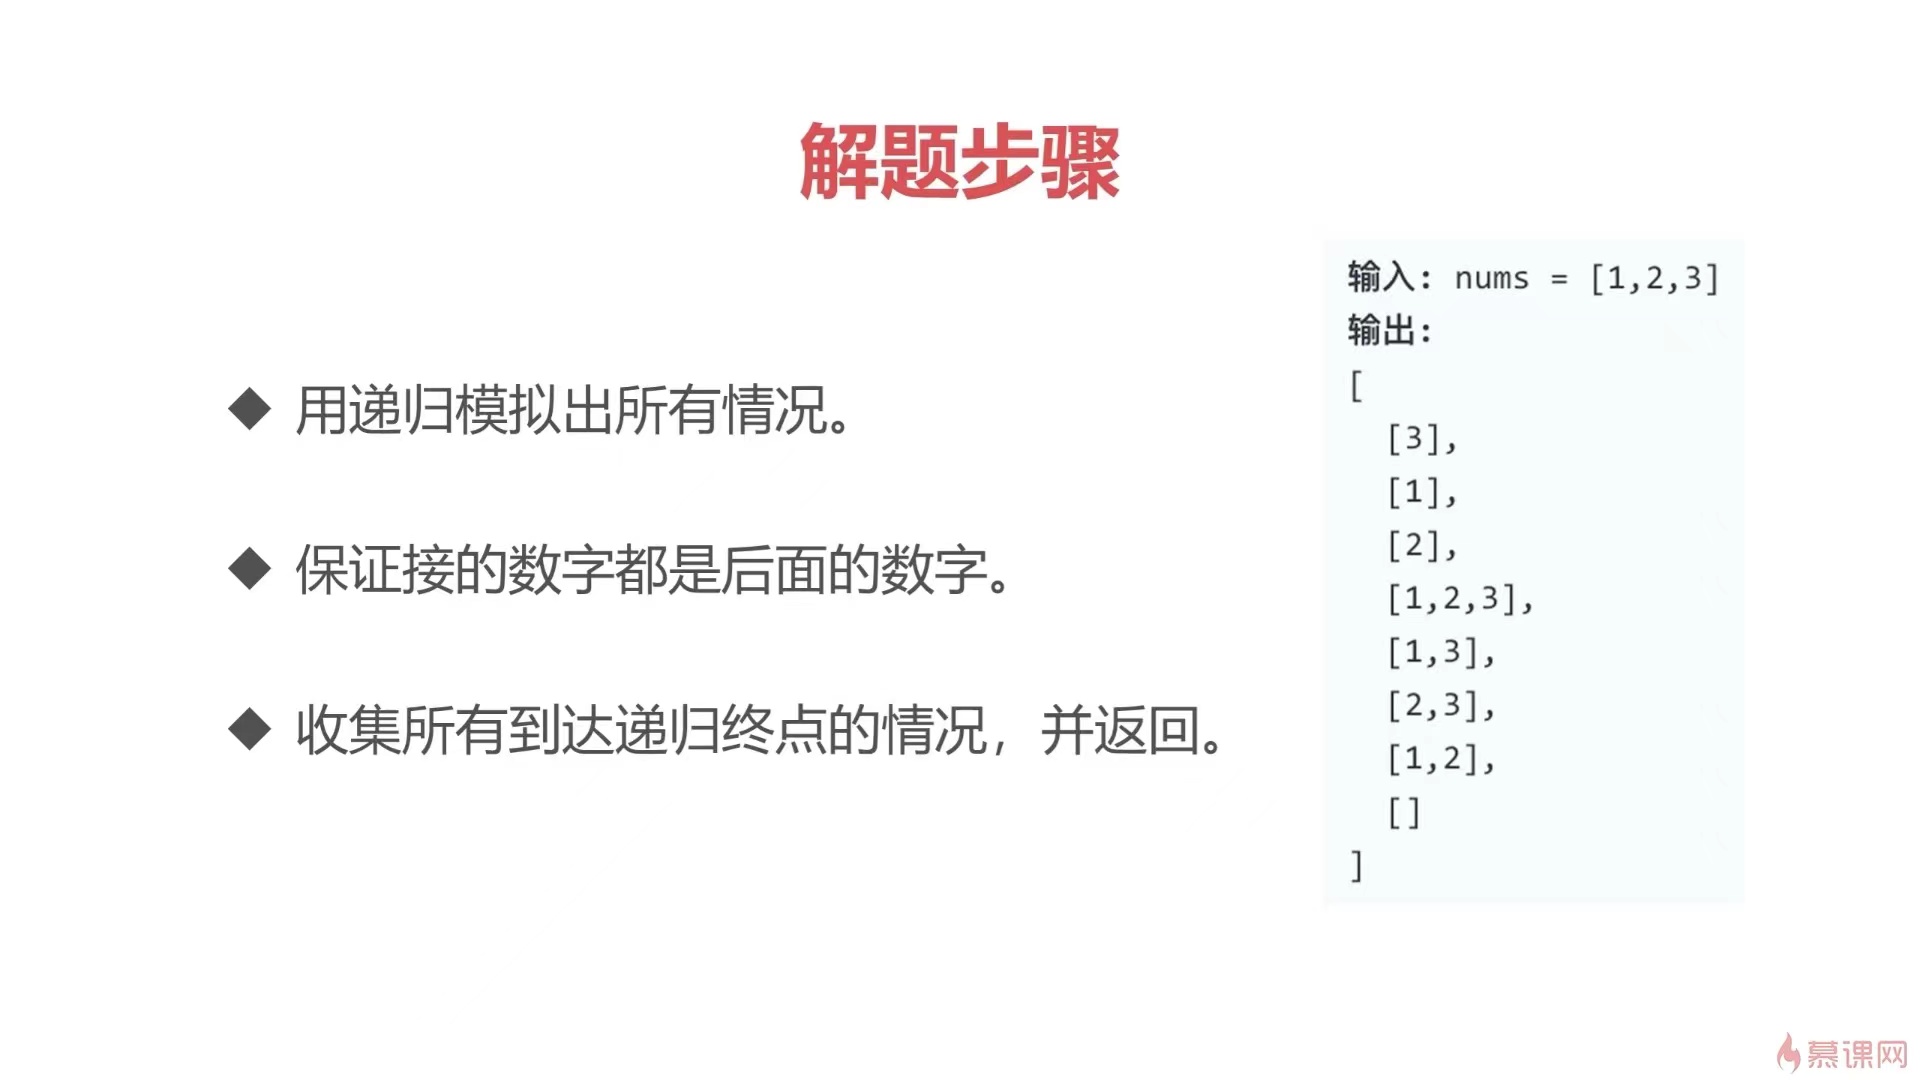 解题步骤
◆ 用递归模拟出所有情况。
◆ 保证接的数字都是后面的数字。
◆ 收集所有到达递归终点的情况，并返回。
输入: nums = [1,2,3]
输出:
[
  [3],
  [1],
  [2],
  [1,2,3],
  [1,3],
  [2,3],
  [1,2],
  []
]
慕课网